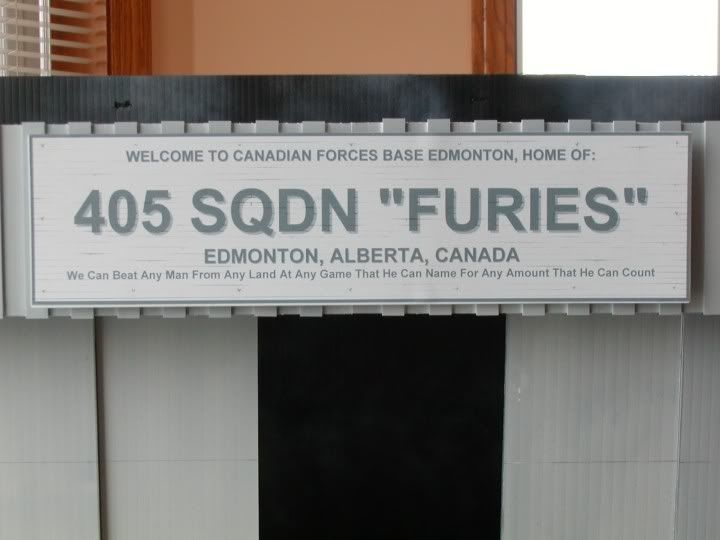 WELCOME TO CANADIAN FORCES BASE EDMONTON, HOME OF:
405 SQDN "FURIES"
EDMONTON, ALBERTA, CANADA
We Can Beat Any Man From Any Land At Any Game That He Can Name For Any Amount That He Can Count